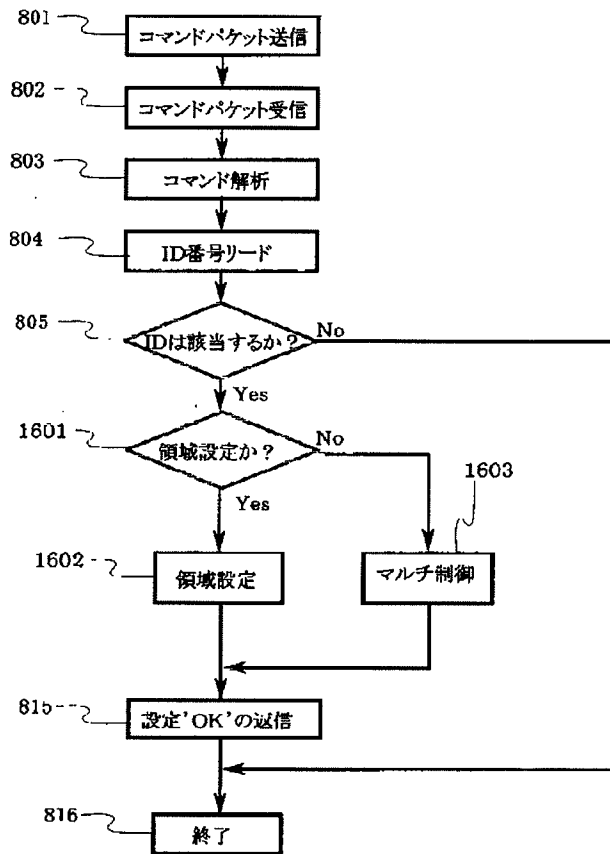 801
コマンドパケット送信
802
コマンドパケット受信
803
コマンド解析
804
ID番号リード
805
IDは該当するか？
No
Yes
1601
領域設定か？
No
Yes
1603
1602
領域設定
マルチ制御
815
設定'OK'の返信
816
終了